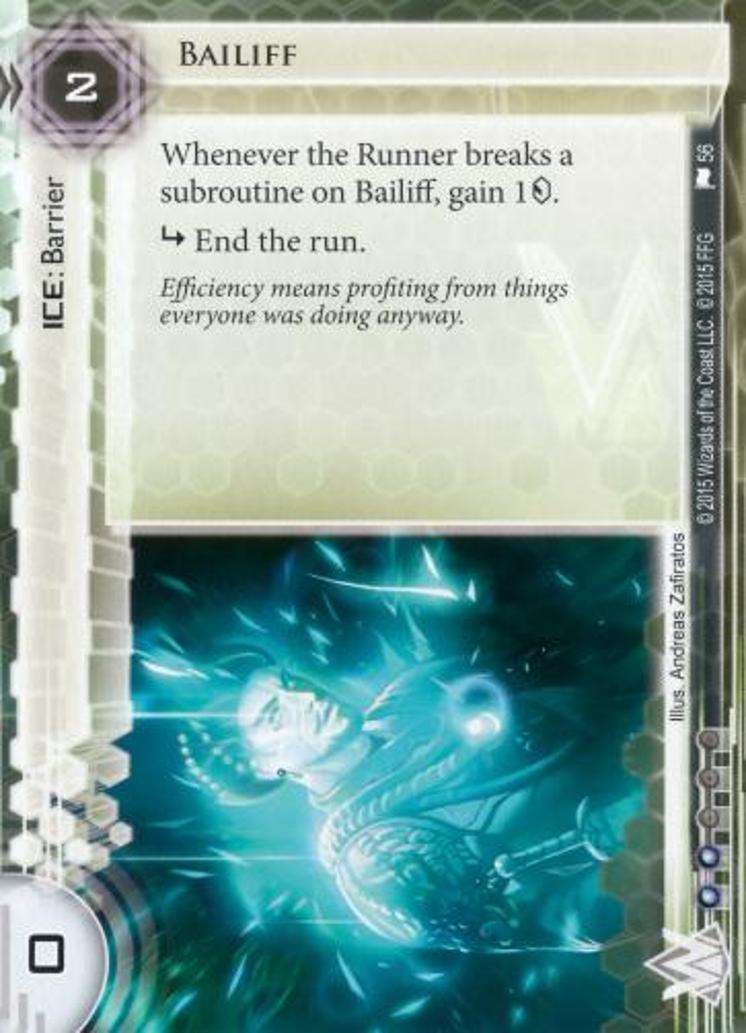 BAILIFF
2
ICE: Barrier
Whenever the Runner breaks a
subroutine on Bailiff, gain 1.
End the run.
Efficiency means profiting from things
everyone was doing anyway.
0
Illus. Andreas Zafiratos
© 2015 Wizards of the Coast LLC. © 2015 FFG
56